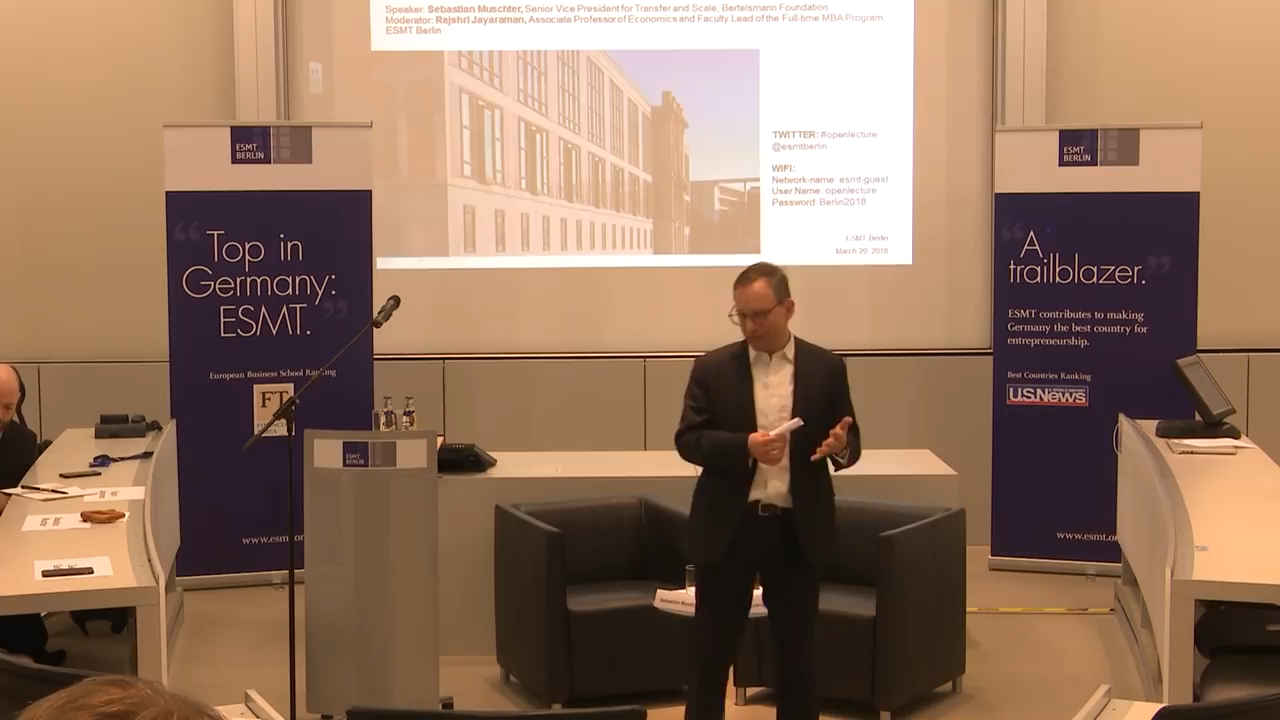 Speaker: Sebastian Muschter, Senior Vice President for Transfer and Scale, Bertelsmann Foundation
Moderator: Rajshri Jayaraman, Associate Professor of Economics and Faculty Lead of the Full-time MBA Program,
ESMT Berlin
TWITTER: #openlecture
@esmtberlin
WIFI:
Network-name: esmt-guest
User Name: openlecture
Password: Berlin2018
ESMT Berlin
March 20, 2018
ESMT
BERLIN
“Top in
Germany:
ESMT.”
European Business School Ranking
FT
www.esmt.or
ESMT
BERLIN
ESMT
BERLIN
“A
trailblazer.”
ESMT contributes to making
Germany the best country for
entrepreneurship.
Best Countries Ranking
U.S.News
www.esmt.o
Sebastian